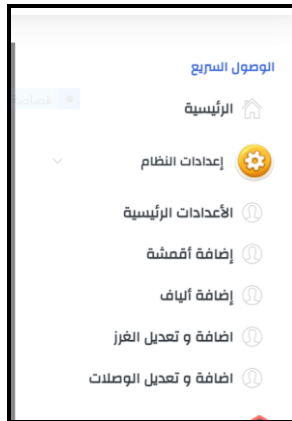 الوصول السريع
الرئيسية
إعدادات النظام
الأعدادات الرئيسية
إضافة أقمشة
إضافة ألياف
اضافة و تعديل الغرز
اضافة و تعديل الوصلات